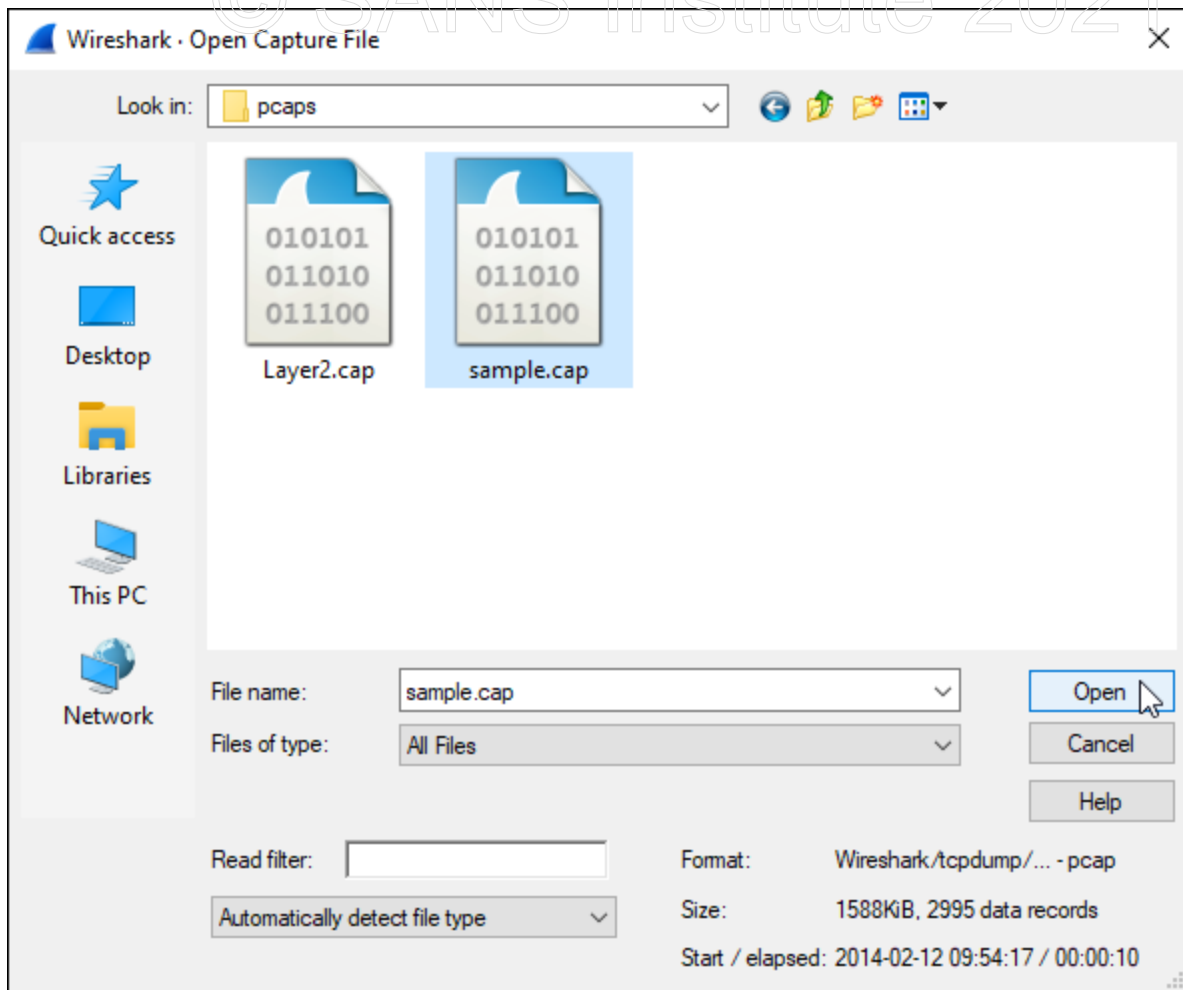 © SANS Institute 2021
Wireshark · Open Capture File
Look in:
pcaps
Quick access
Desktop
Libraries
This PC
Network
010101
011010
011100
Layer2.cap
010101
011010
011100
sample.cap
File name:
sample.cap
Open
Files of type:
All Files
Cancel
Help
Read filter:
Automatically detect file type
Format:
Wireshark/tcpdump/... - pcap
Size:
1588KiB, 2995 data records
Start / elapsed: 2014-02-12 09:54:17 / 00:00:10